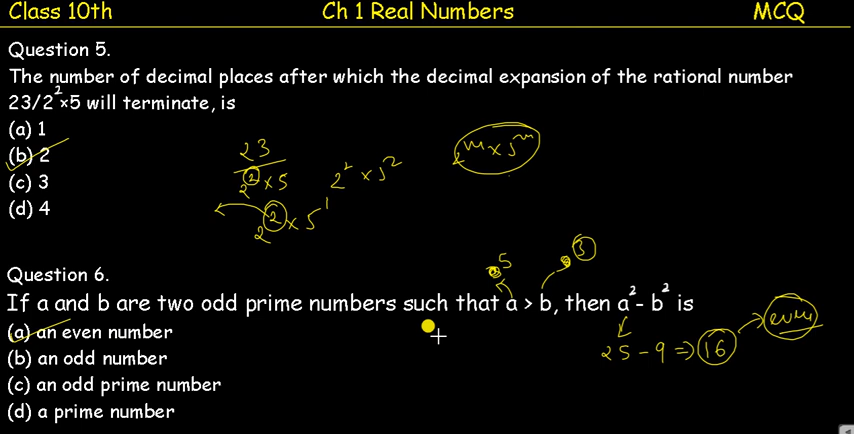 Class 10th Ch 1 Real Numbers MCQ
Question 5.
The number of decimal places after which the decimal expansion of the rational number
23/2²×5 will terminate, is
(a) 1
(b) 2
(c) 3
(d) 4
23
2² × 5
2² × 5²
2^m × 5^n
2² × 5¹
Question 6.
5
3
If a and b are two odd prime numbers such that a > b, then a² - b² is
(a) an even number
(b) an odd number
(c) an odd prime number
(d) a prime number
25 - 9 ⇒ 16
even